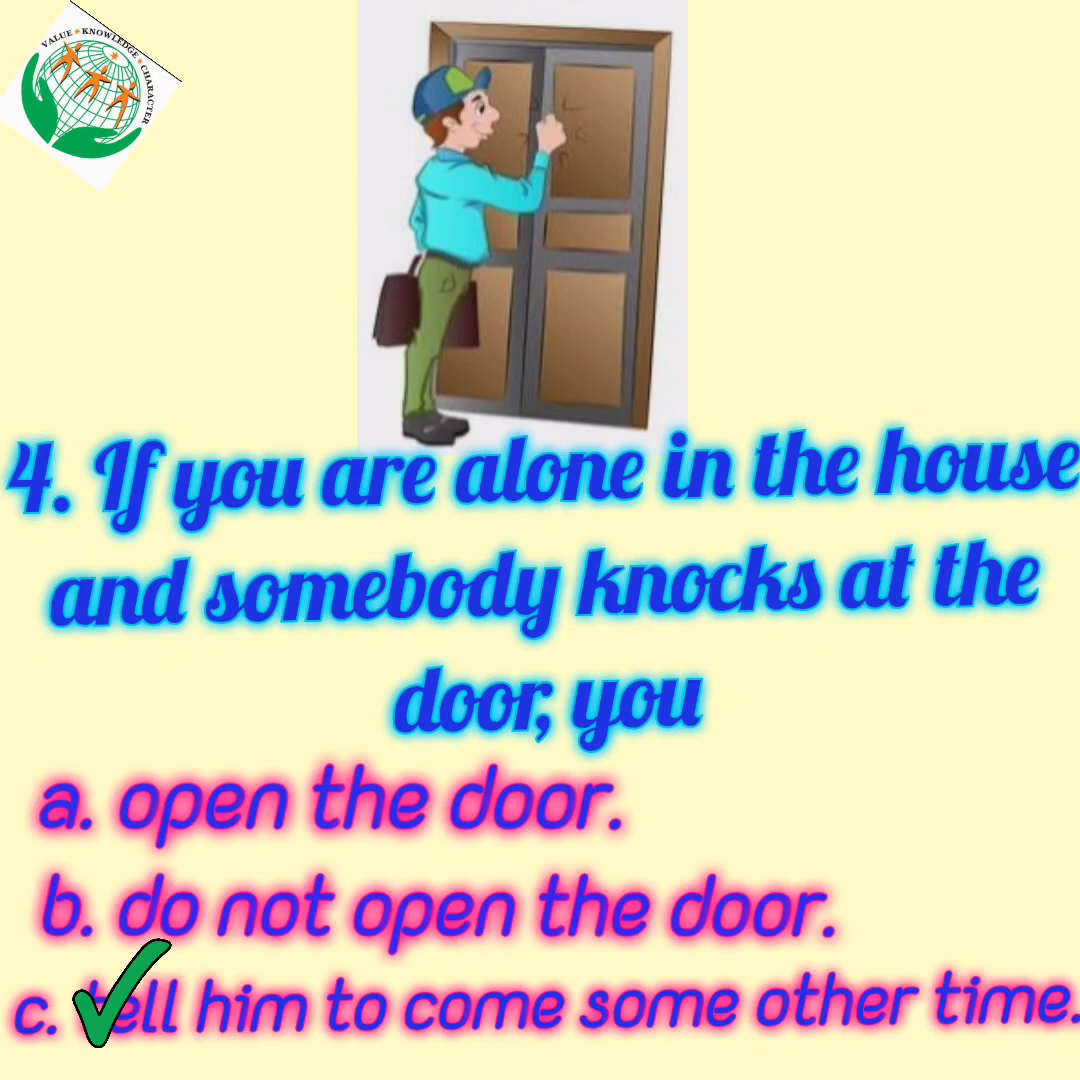 VALUE * KNOWLEDGE * CHARACTER
4. If you are alone in the house
and somebody knocks at the
door, you
a. open the door.
b. do not open the door.
c. tell him to come some other time.